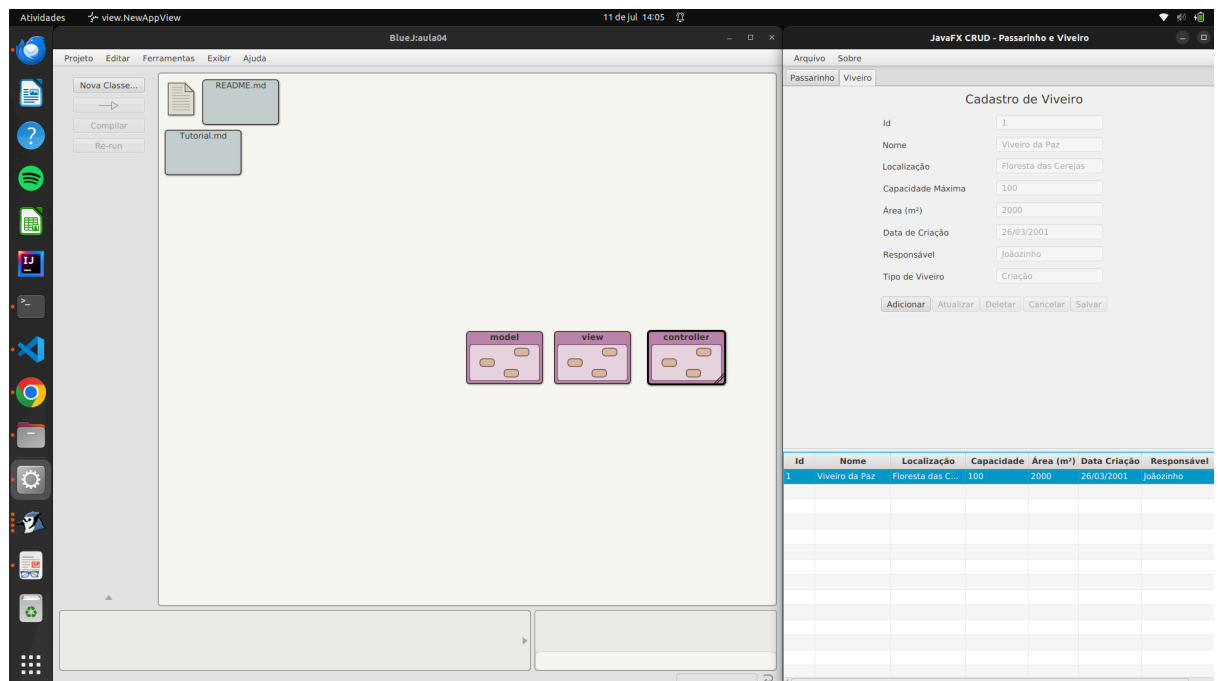 Atividades view.NewAppView 11 de jul 14:05
BlueJ:aula04
Projeto Editar Ferramentas Exibir Ajuda
Nova Classe...
Compilar
Re-run
README.md
Tutorial.md
model view controller
JavaFX CRUD - Passarinho e Viveiro
Arquivo Sobre
Passarinho Viveiro
Cadastro de Viveiro
Id 1
Nome Viveiro da Paz
Localização Floresta das Cerejas
Capacidade Máxima 100
Área (m²) 2000
Data de Criação 26/03/2001
Responsável Joãozinho
Tipo de Viveiro Criação
Adicionar Atualizar Deletar Cancelar Salvar
Id Nome Localização Capacidade Área (m²) Data Criação Responsável
1 Viveiro da Paz Floresta das C... 100 2000 26/03/2001 Joãozinho